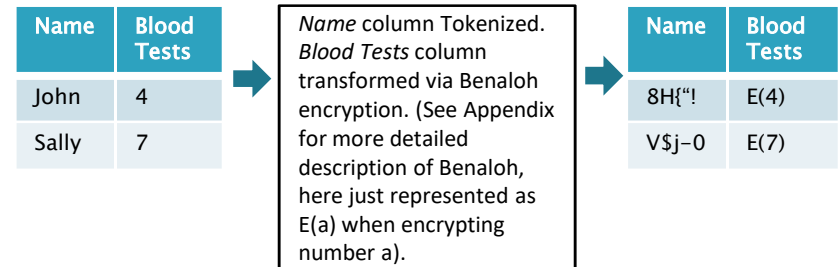 Name Blood Tests
John 4
Sally 7
Name column Tokenized.
Blood Tests column
transformed via Benaloh
encryption. (See Appendix
for more detailed
description of Benaloh,
here just represented as
E(a) when encrypting
number a).
Name Blood Tests
8H{“! E(4)
V$j–0 E(7)